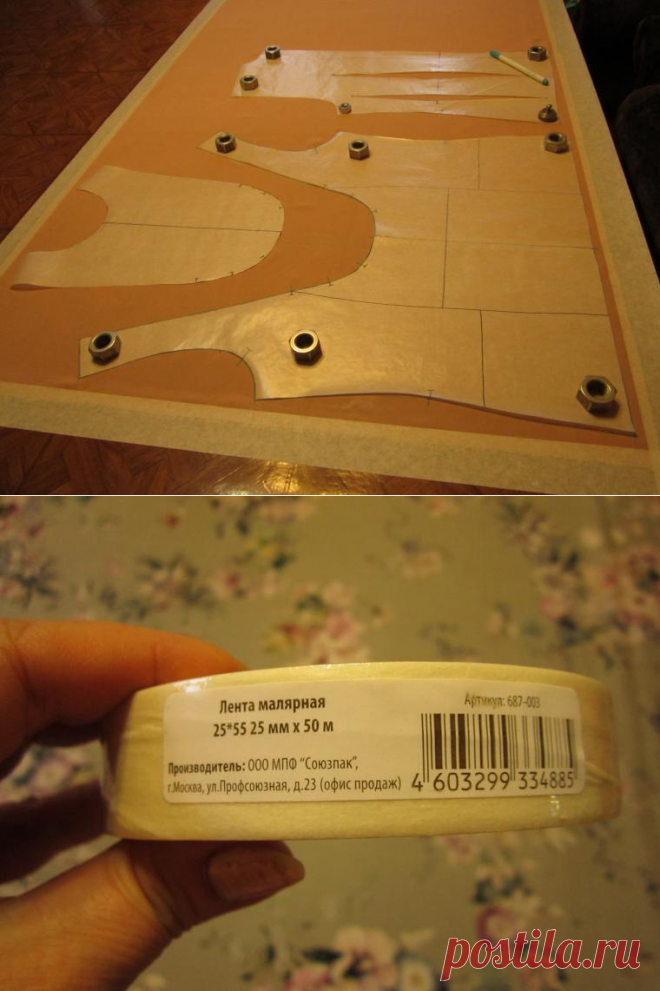 Лента малярная
Артикул: 687-003
25*55 25 мм х 50 м
Производитель: ООО МПФ "Союзпак",
г.Москва, ул.Профсоюзная, д.23 (офис продаж)
4 603299 334885
postila.ru